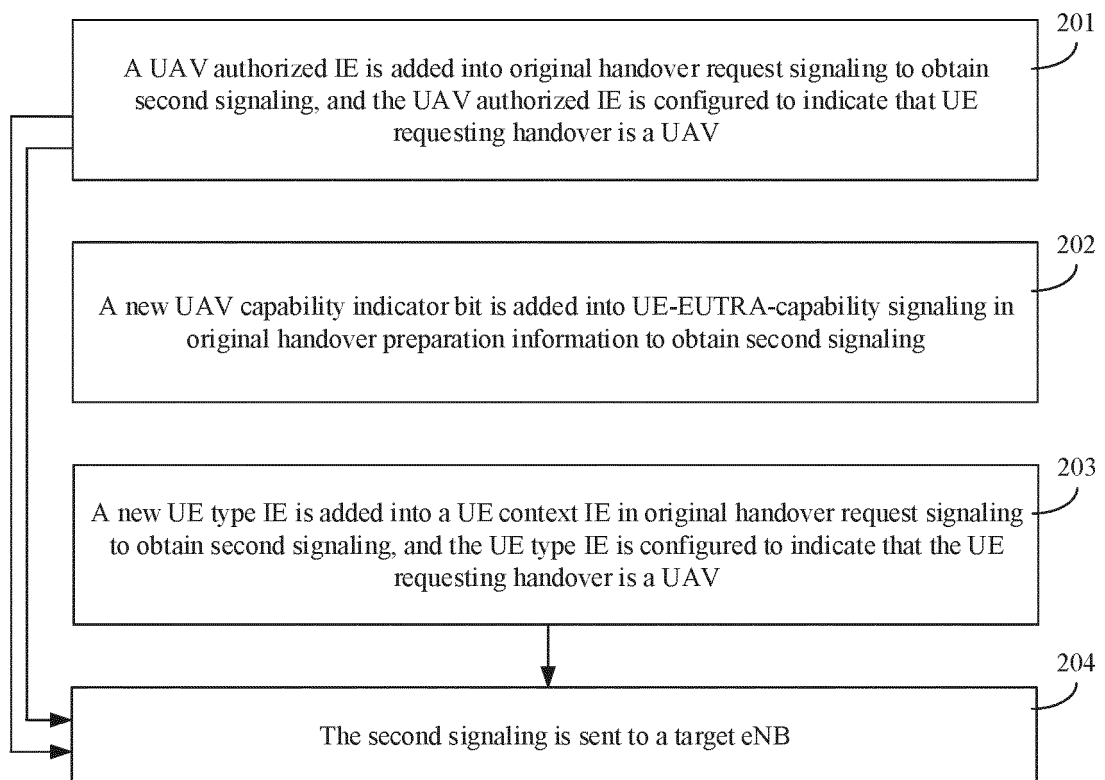 201
A UAV authorized IE is added into original handover request signaling to obtain
second signaling, and the UAV authorized IE is configured to indicate that UE
requesting handover is a UAV
202
A new UAV capability indicator bit is added into UE-EUTRA-capability signaling in
original handover preparation information to obtain second signaling
203
A new UE type IE is added into a UE context IE in original handover request signaling
to obtain second signaling, and the UE type IE is configured to indicate that the UE
requesting handover is a UAV
204
The second signaling is sent to a target eNB